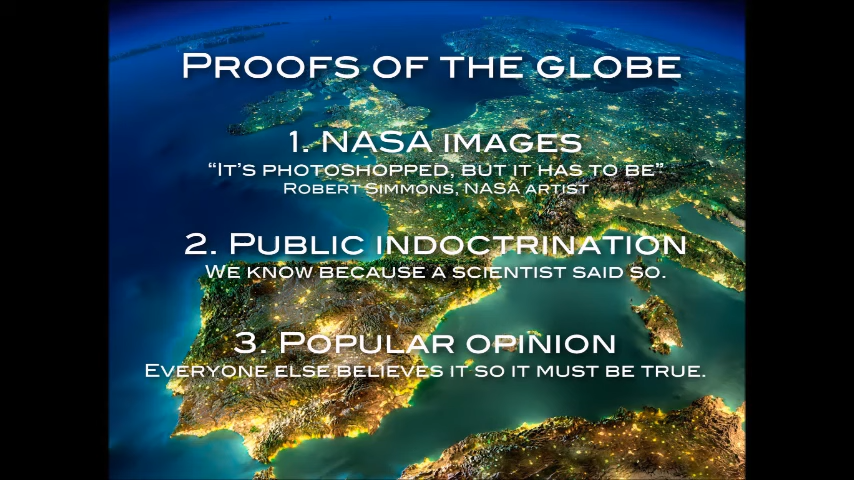 Proofs of the globe
1. NASA images
“It’s photoshopped, but it has to be”
Robert Simmons, NASA artist
2. Public indoctrination
We know because a scientist said so.
3. Popular opinion
Everyone else believes it so it must be true.